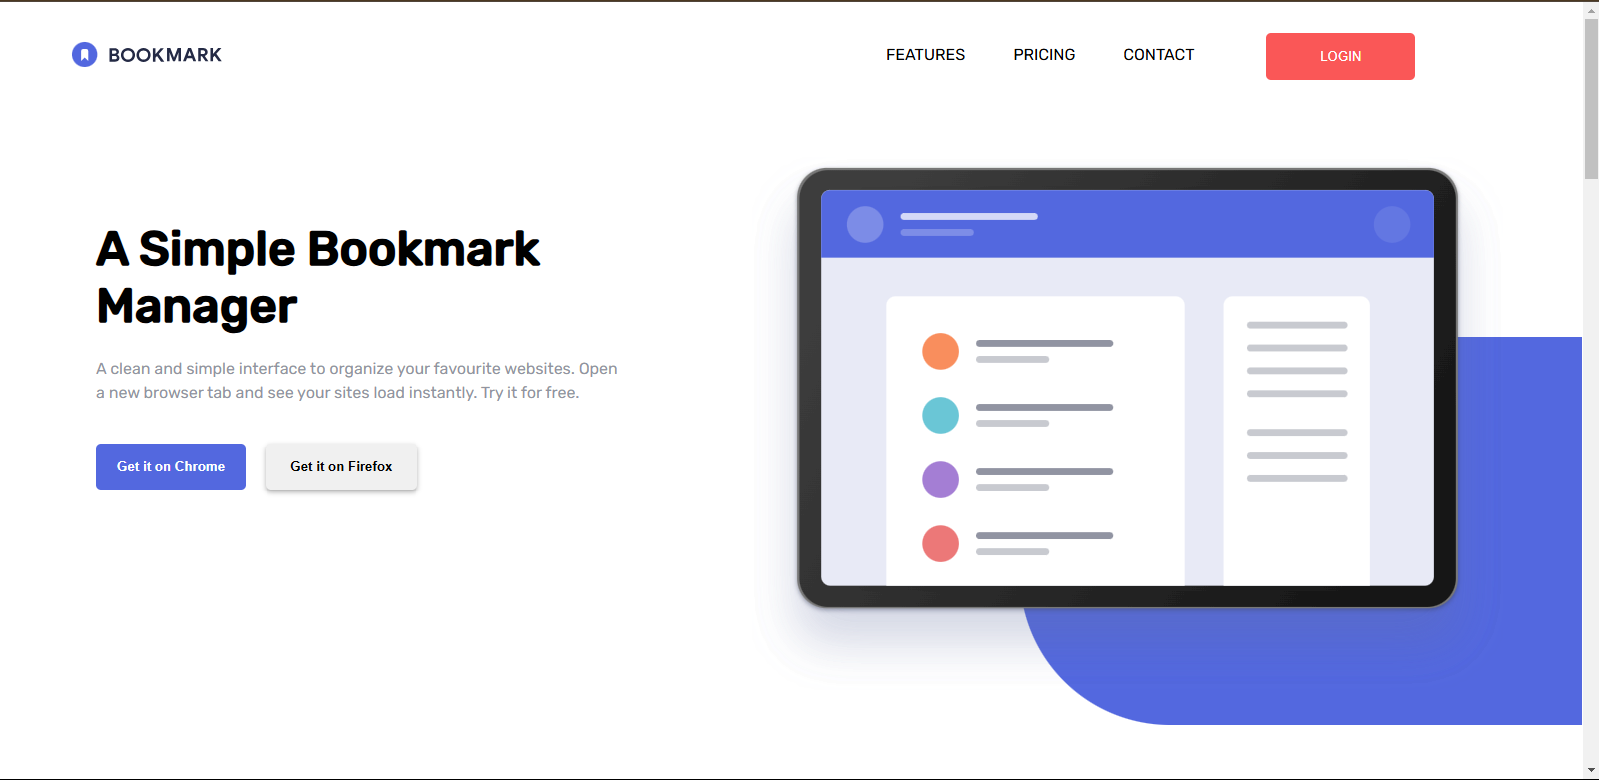 BOOKMARK
FEATURES PRICING CONTACT LOGIN
A Simple Bookmark
Manager
A clean and simple interface to organize your favourite websites. Open
a new browser tab and see your sites load instantly. Try it for free.
Get it on Chrome Get it on Firefox